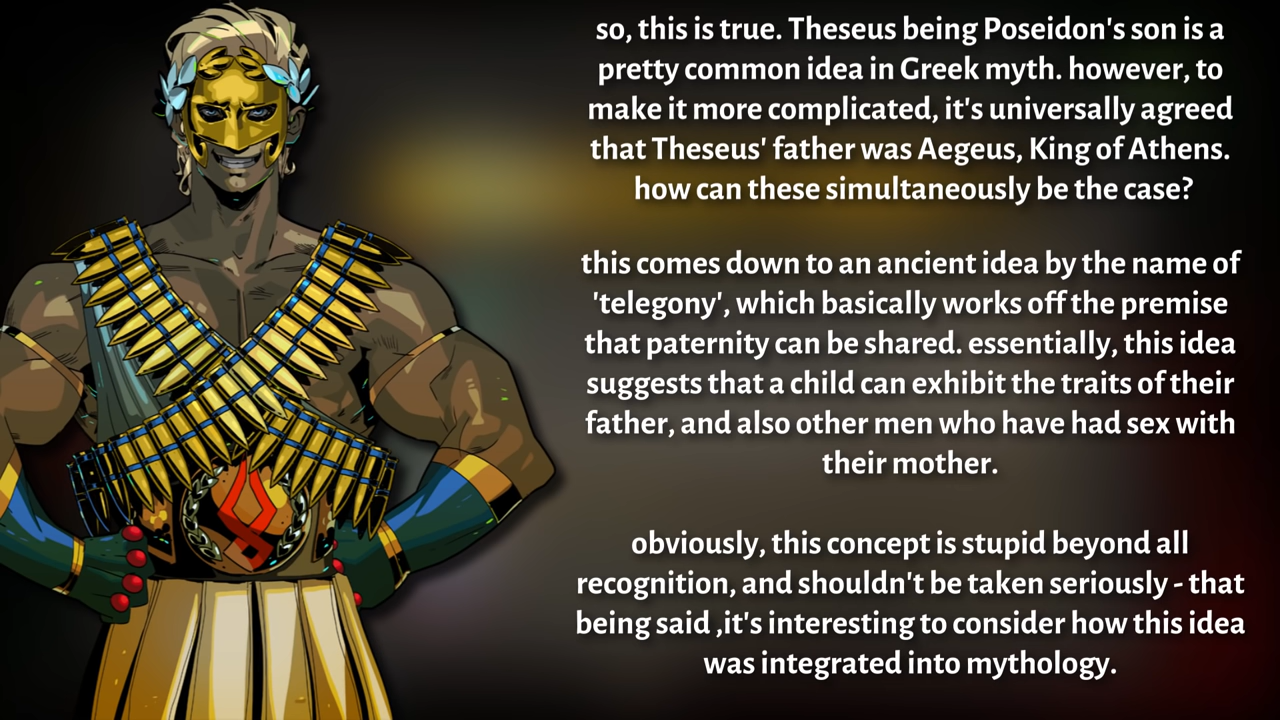 so, this is true. Theseus being Poseidon's son is a
pretty common idea in Greek myth. however, to
make it more complicated, it's universally agreed
that Theseus' father was Aegeus, King of Athens.
how can these simultaneously be the case?
this comes down to an ancient idea by the name of
'telegony', which basically works off the premise
that paternity can be shared. essentially, this idea
suggests that a child can exhibit the traits of their
father, and also other men who have had sex with
their mother.
obviously, this concept is stupid beyond all
recognition, and shouldn't be taken seriously - that
being said ,it's interesting to consider how this idea
was integrated into mythology.